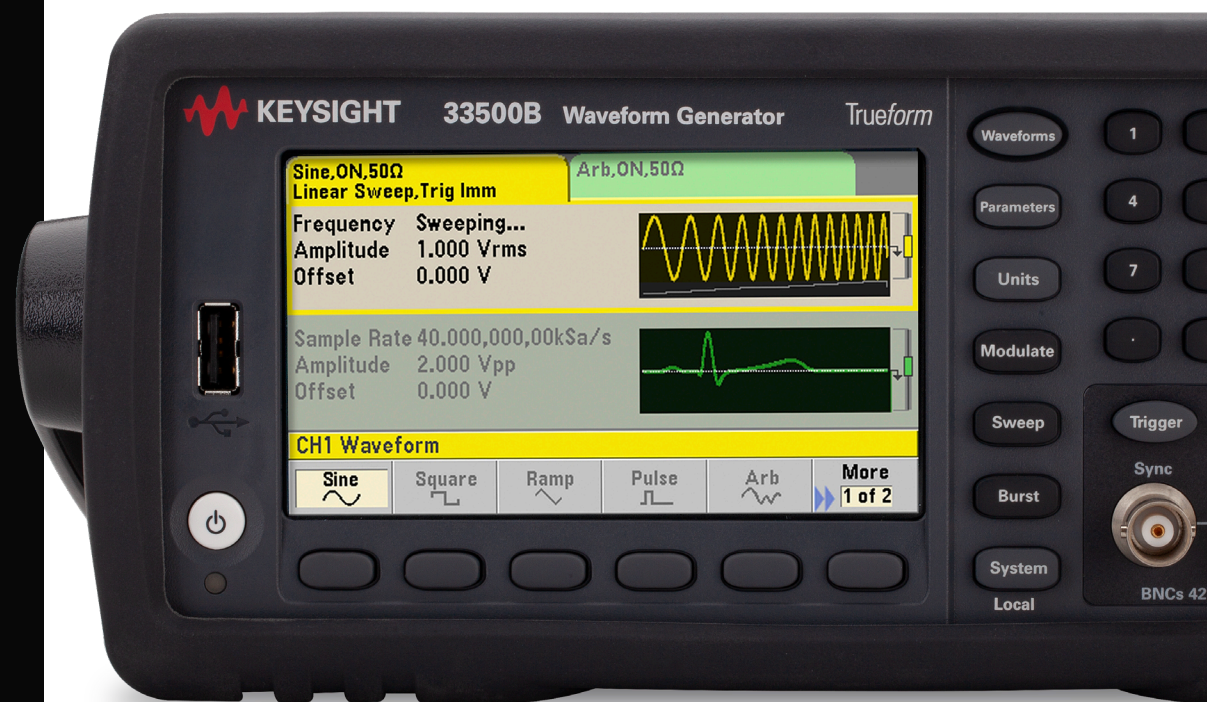 KEYSIGHT 33500B Waveform Generator Trueform
Sine,ON,50Ω
Linear Sweep,Trig Imm
Arb,ON,50Ω
Frequency Sweeping...
Amplitude 1.000 Vrms
Offset 0.000 V
Sample Rate 40.000,000,00kSa/s
Amplitude 2.000 Vpp
Offset 0.000 V
CH1 Waveform
Sine
Square
Ramp
Pulse
Arb
More
1 of 2
Waveforms
Parameters
Units
Modulate
Sweep
Burst
System
Local
1
4
7
.
Trigger
Sync
BNCs 42